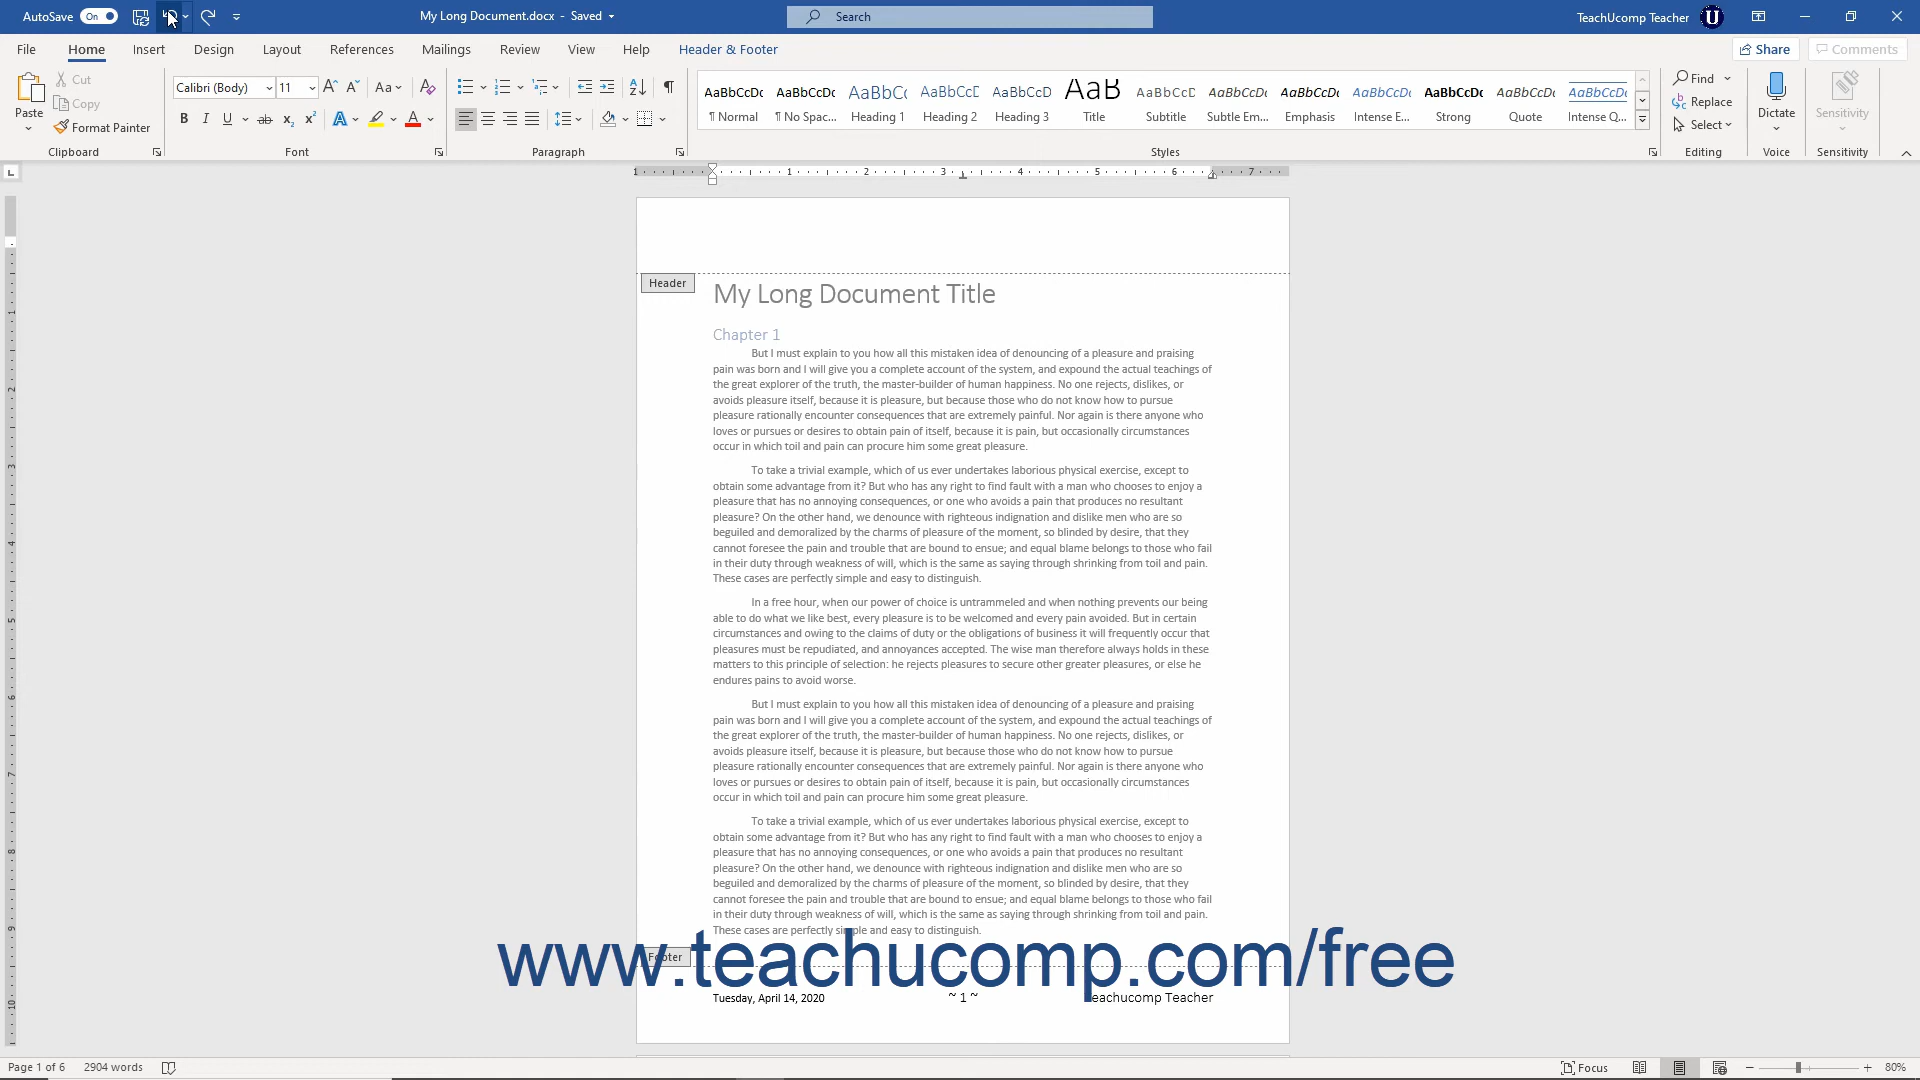 AutoSave On My Long Document.docx - Saved Search TeachUcomp Teacher U
File Home Insert Design Layout References Mailings Review View Help Header & Footer Share Comments
Paste Cut Copy Format Painter
Calibri (Body) 11
AaBbCcDc AaBbCcDc AaBbCc AaBbCcD AaBbCcD AaB AaBbCcD AaBbCcDc AaBbCcDc AaBbCcDc AaBbCcDc AaBbCcDc AaBbCcDc
¶ Normal ¶ No Spac... Heading 1 Heading 2 Heading 3 Title Subtitle Subtle Em... Emphasis Intense E... Strong Quote Intense Q...
Find Replace Select
Dictate Sensitivity
Clipboard Font Paragraph Styles Editing Voice Sensitivity
1 1 2 3 4 5 6 7
Header
My Long Document Title
Chapter 1
But I must explain to you how all this mistaken idea of denouncing of a pleasure and praising
pain was born and I will give you a complete account of the system, and expound the actual teachings of
the great explorer of the truth, the master-builder of human happiness. No one rejects, dislikes, or
avoids pleasure itself, because it is pleasure, but because those who do not know how to pursue
pleasure rationally encounter consequences that are extremely painful. Nor again is there anyone who
loves or pursues or desires to obtain pain of itself, because it is pain, but occasionally circumstances
occur in which toil and pain can procure him some great pleasure.
To take a trivial example, which of us ever undertakes laborious physical exercise, except to
obtain some advantage from it? But who has any right to find fault with a man who chooses to enjoy a
pleasure that has no annoying consequences, or one who avoids a pain that produces no resultant
pleasure? On the other hand, we denounce with righteous indignation and dislike men who are so
beguiled and demoralized by the charms of pleasure of the moment, so blinded by desire, that they
cannot foresee the pain and trouble that are bound to ensue; and equal blame belongs to those who fail
in their duty through weakness of will, which is the same as saying through shrinking from toil and pain.
These cases are perfectly simple and easy to distinguish.
In a free hour, when our power of choice is untrammeled and when nothing prevents our being
able to do what we like best, every pleasure is to be welcomed and every pain avoided. But in certain
circumstances and owing to the claims of duty or the obligations of business it will frequently occur that
pleasures must be repudiated, and annoyances accepted. The wise man therefore always holds in these
matters to this principle of selection: he rejects pleasures to secure other greater pleasures, or else he
endures pains to avoid worse.
But I must explain to you how all this mistaken idea of denouncing of a pleasure and praising
pain was born and I will give you a complete account of the system, and expound the actual teachings of
the great explorer of the truth, the master-builder of human happiness. No one rejects, dislikes, or
avoids pleasure itself, because it is pleasure, but because those who do not know how to pursue
pleasure rationally encounter consequences that are extremely painful. Nor again is there anyone who
loves or pursues or desires to obtain pain of itself, because it is pain, but occasionally circumstances
occur in which toil and pain can procure him some great pleasure.
To take a trivial example, which of us ever undertakes laborious physical exercise, except to
obtain some advantage from it? But who has any right to find fault with a man who chooses to enjoy a
pleasure that has no annoying consequences, or one who avoids a pain that produces no resultant
pleasure? On the other hand, we denounce with righteous indignation and dislike men who are so
beguiled and demoralized by the charms of pleasure of the moment, so blinded by desire, that they
cannot foresee the pain and trouble that are bound to ensue; and equal blame belongs to those who fail
in their duty through weakness of will, which is the same as saying through shrinking from toil and pain.
These cases are perfectly simple and easy to distinguish.
Footer
www.teachucomp.com/free
Tuesday, April 14, 2020 ~ 1 ~ Teachucomp Teacher
Page 1 of 6 2904 words Focus 80%